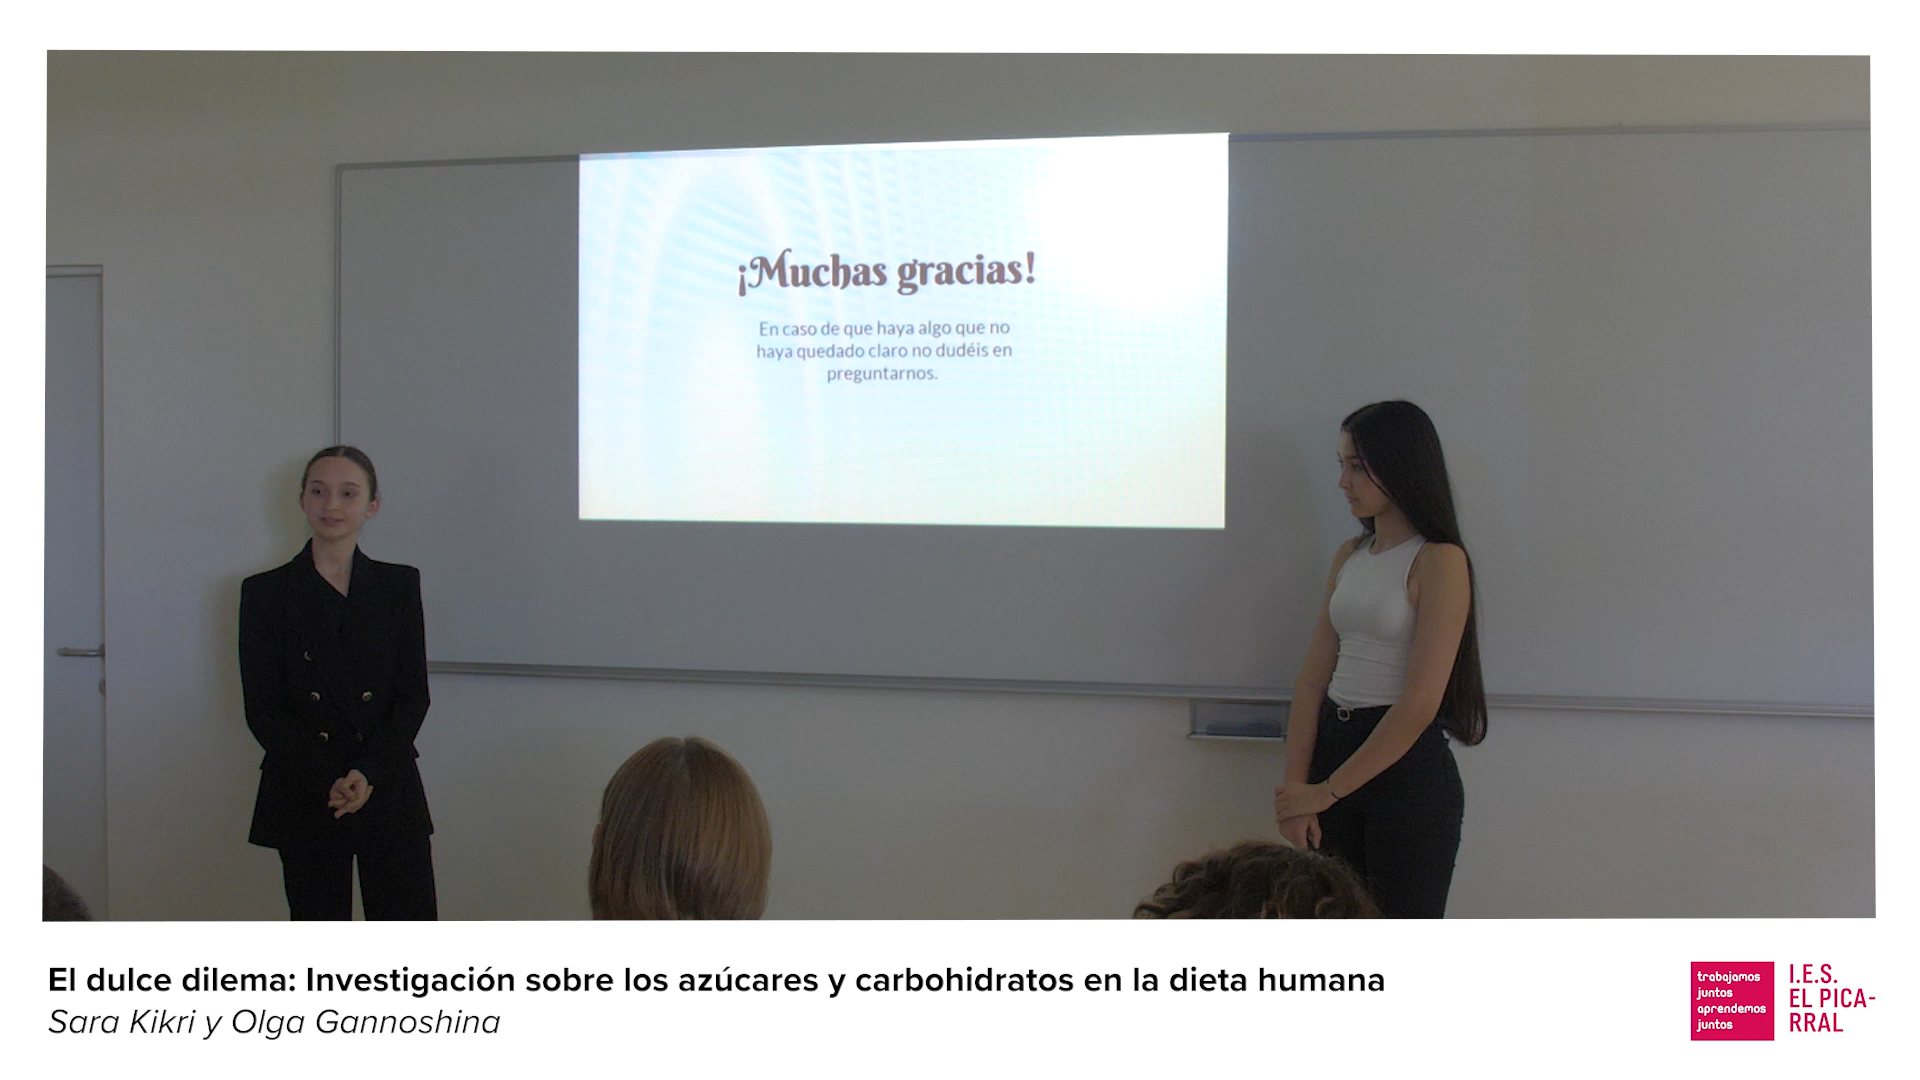 ¡Muchas gracias!
En caso de que haya algo que no
haya quedado claro no dudéis en
preguntarnos.
El dulce dilema: Investigación sobre los azúcares y carbohidratos en la dieta humana
Sara Kikri y Olga Gannoshina
trabajamos
juntos
aprendemos
juntos
I.E.S.
EL PICA-
RRAL